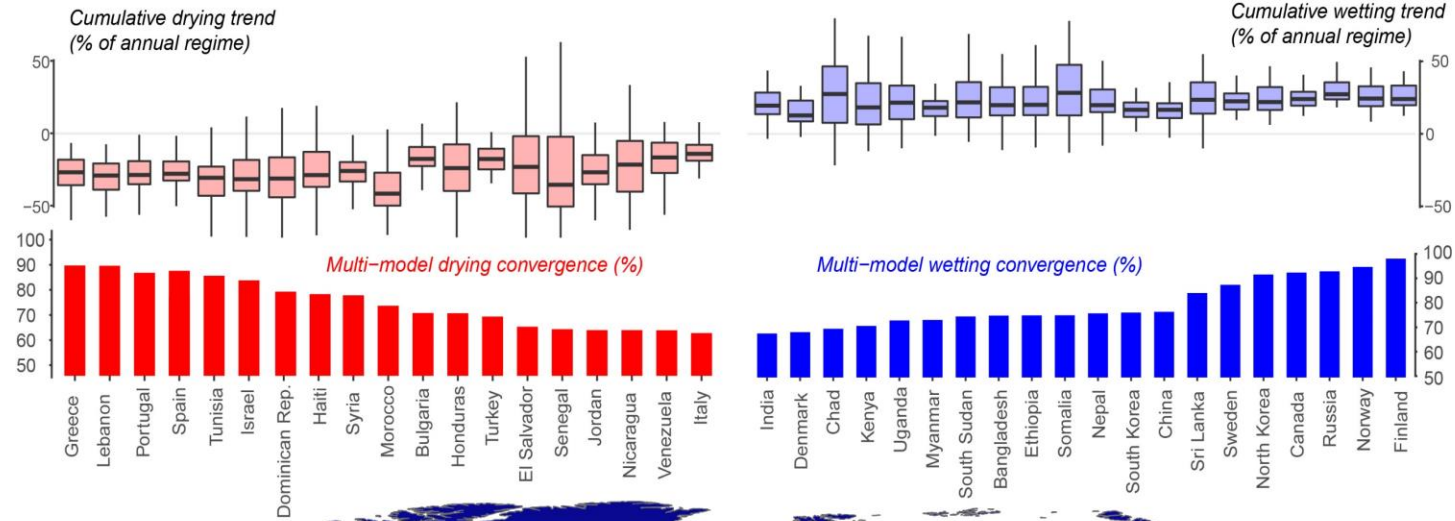 Cumulative drying trend
(% of annual regime)
50
0
−50
Cumulative wetting trend
(% of annual regime)
50
0
−50
Multi−model drying convergence (%)
100
90
80
70
60
50
Multi−model wetting convergence (%)
100
90
80
70
60
50
Greece
Lebanon
Portugal
Spain
Tunisia
Israel
Dominican Rep.
Haiti
Syria
Morocco
Bulgaria
Honduras
Turkey
El Salvador
Senegal
Jordan
Nicaragua
Venezuela
Italy
India
Denmark
Chad
Kenya
Uganda
Myanmar
South Sudan
Bangladesh
Ethiopia
Somalia
Nepal
South Korea
China
Sri Lanka
Sweden
North Korea
Canada
Russia
Norway
Finland